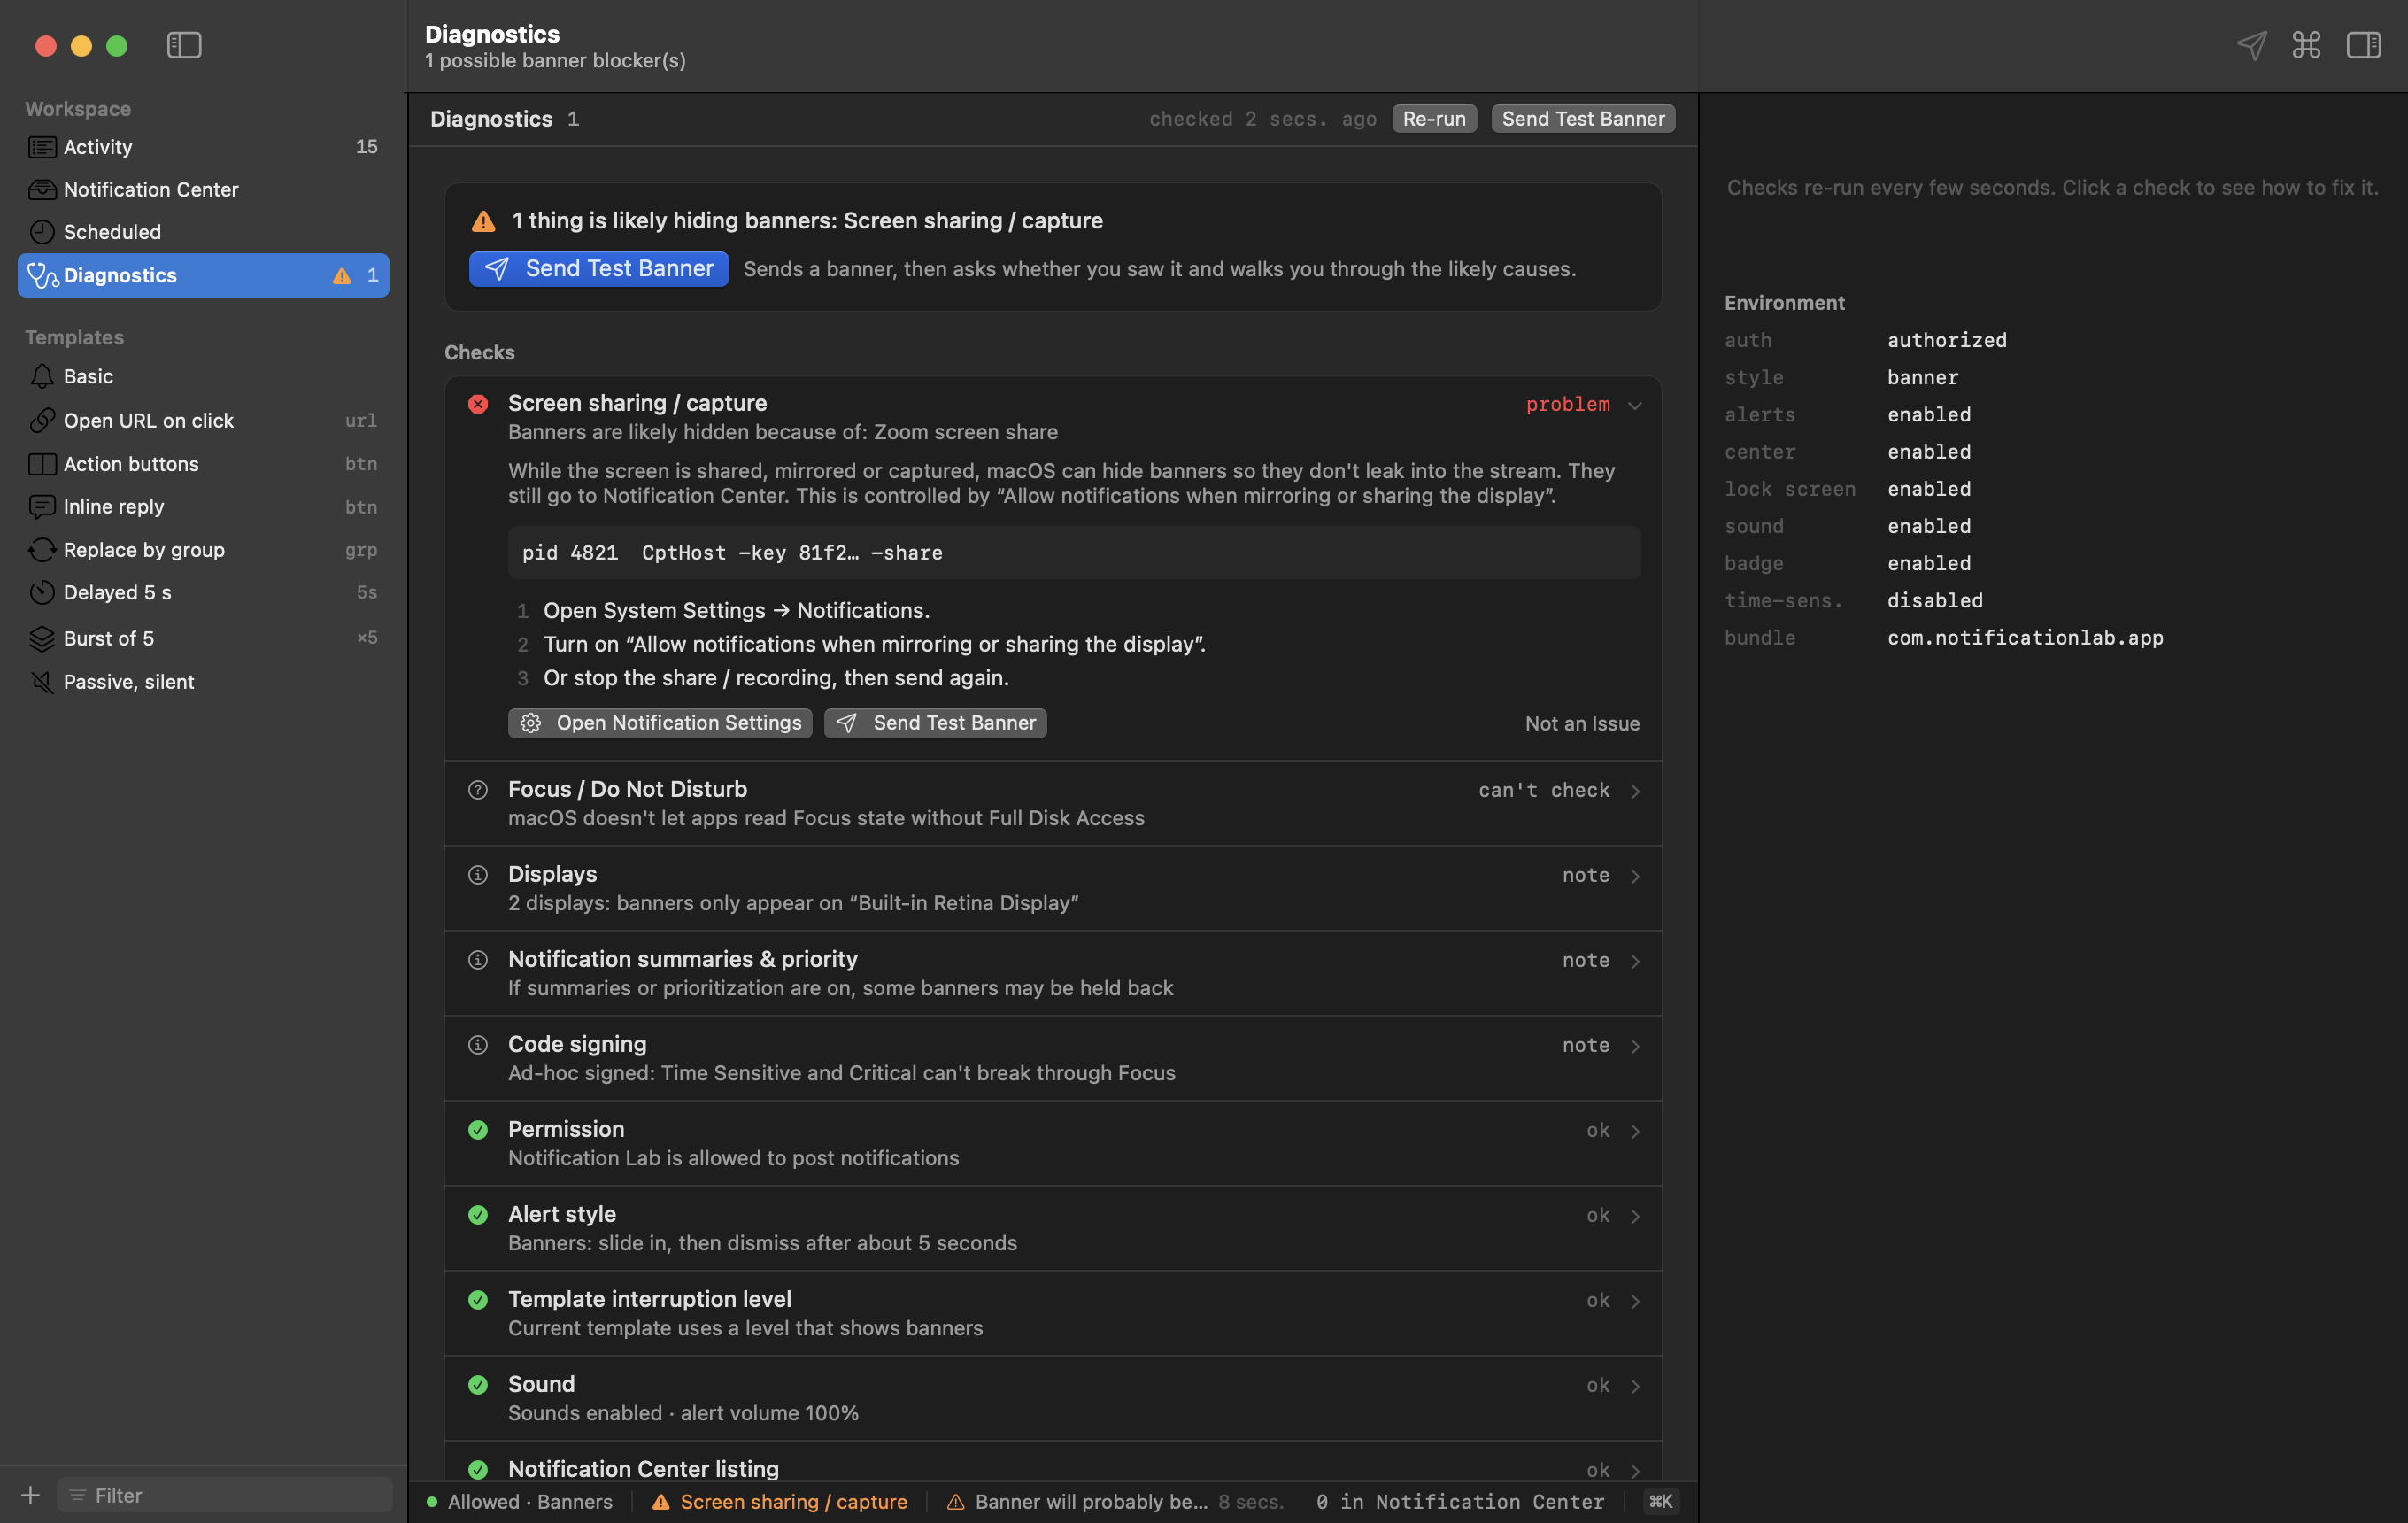 Diagnostics
1 possible banner blocker(s)
Workspace
Activity 15
Notification Center
Scheduled
Diagnostics 1
Templates
Basic
Open URL on click url
Action buttons btn
Inline reply btn
Replace by group grp
Delayed 5 s 5s
Burst of 5 ×5
Passive, silent
Filter
Diagnostics 1 checked 2 secs. ago Re-run Send Test Banner
1 thing is likely hiding banners: Screen sharing / capture
Send Test Banner Sends a banner, then asks whether you saw it and walks you through the likely causes.
Checks
Screen sharing / capture problem
Banners are likely hidden because of: Zoom screen share
While the screen is shared, mirrored or captured, macOS can hide banners so they don't leak into the stream. They
still go to Notification Center. This is controlled by “Allow notifications when mirroring or sharing the display”.
pid 4821 CptHost -key 81f2… -share
1 Open System Settings → Notifications.
2 Turn on “Allow notifications when mirroring or sharing the display”.
3 Or stop the share / recording, then send again.
Open Notification Settings Send Test Banner Not an Issue
Focus / Do Not Disturb can't check
macOS doesn't let apps read Focus state without Full Disk Access
Displays note
2 displays: banners only appear on “Built-in Retina Display”
Notification summaries & priority note
If summaries or prioritization are on, some banners may be held back
Code signing note
Ad-hoc signed: Time Sensitive and Critical can't break through Focus
Permission ok
Notification Lab is allowed to post notifications
Alert style ok
Banners: slide in, then dismiss after about 5 seconds
Template interruption level ok
Current template uses a level that shows banners
Sound ok
Sounds enabled · alert volume 100%
Notification Center listing ok
Allowed · Banners Screen sharing / capture Banner will probably be… 8 secs. 0 in Notification Center ⌘K
Checks re-run every few seconds. Click a check to see how to fix it.
Environment
auth authorized
style banner
alerts enabled
center enabled
lock screen enabled
sound enabled
badge enabled
time-sens. disabled
bundle com.notificationlab.app